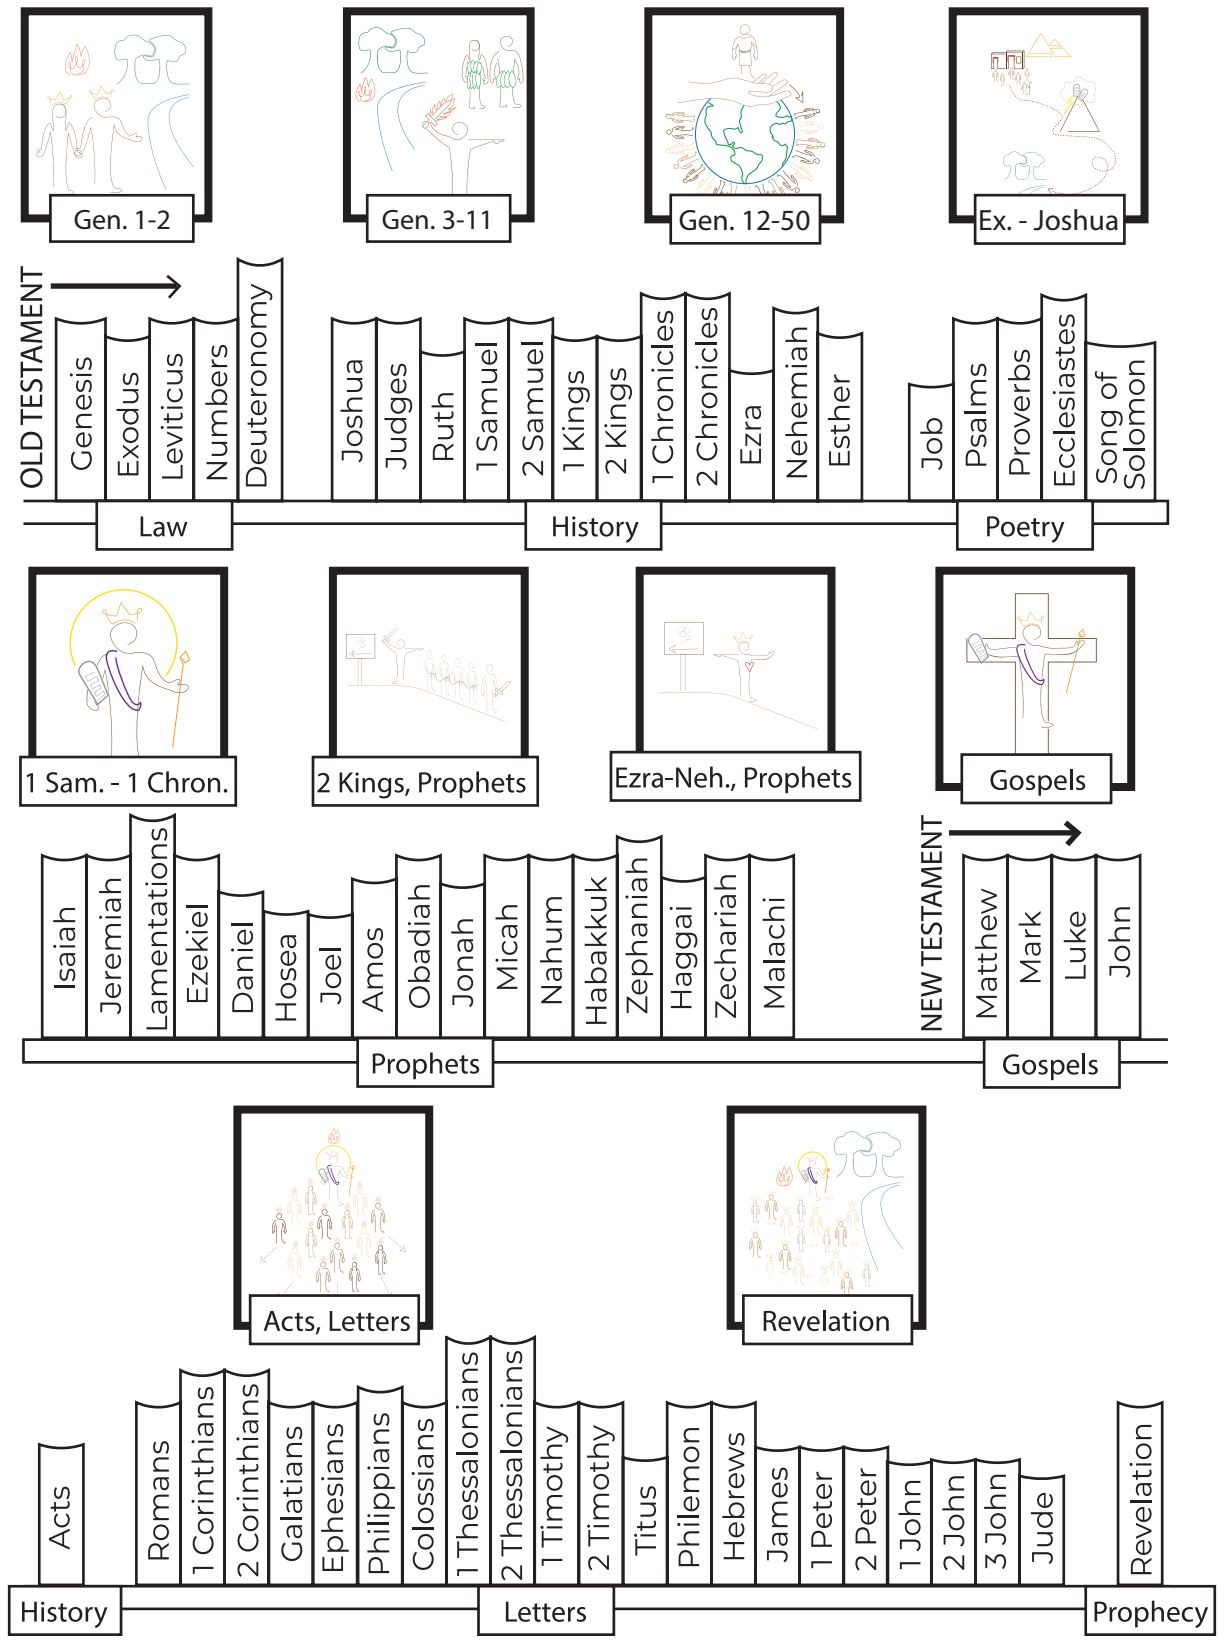 Gen. 1-2
Gen. 3-11
Gen. 12-50
Ex. - Joshua
OLD TESTAMENT
Genesis
Exodus
Leviticus
Numbers
Deuteronomy
Joshua
Judges
Ruth
1 Samuel
2 Samuel
1 Kings
2 Kings
1 Chronicles
2 Chronicles
Ezra
Nehemiah
Esther
Job
Psalms
Proverbs
Ecclesiastes
Song of
Solomon
Law
History
Poetry
1 Sam. - 1 Chron.
2 Kings, Prophets
Ezra-Neh., Prophets
Gospels
Isaiah
Jeremiah
Lamentations
Ezekiel
Daniel
Hosea
Joel
Amos
Obadiah
Jonah
Micah
Nahum
Habakkuk
Zephaniah
Haggai
Zechariah
Malachi
NEW TESTAMENT
Matthew
Mark
Luke
John
Prophets
Gospels
Acts, Letters
Revelation
Acts
Romans
1 Corinthians
2 Corinthians
Galatians
Ephesians
Philippians
Colossians
1 Thessalonians
2 Thessalonians
1 Timothy
2 Timothy
Titus
Philemon
Hebrews
James
1 Peter
2 Peter
1 John
2 John
3 John
Jude
Revelation
History
Letters
Prophecy